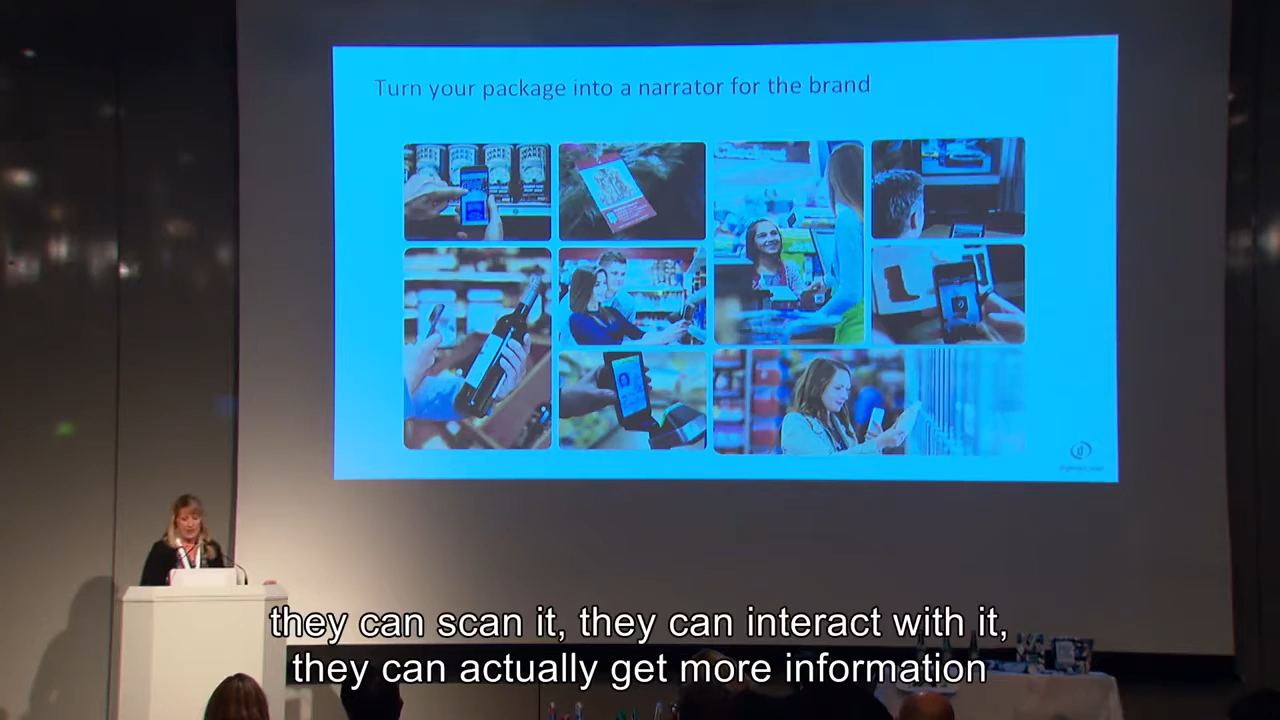 Turn your package into a narrator for the brand
they can scan it, they can interact with it,
they can actually get more information